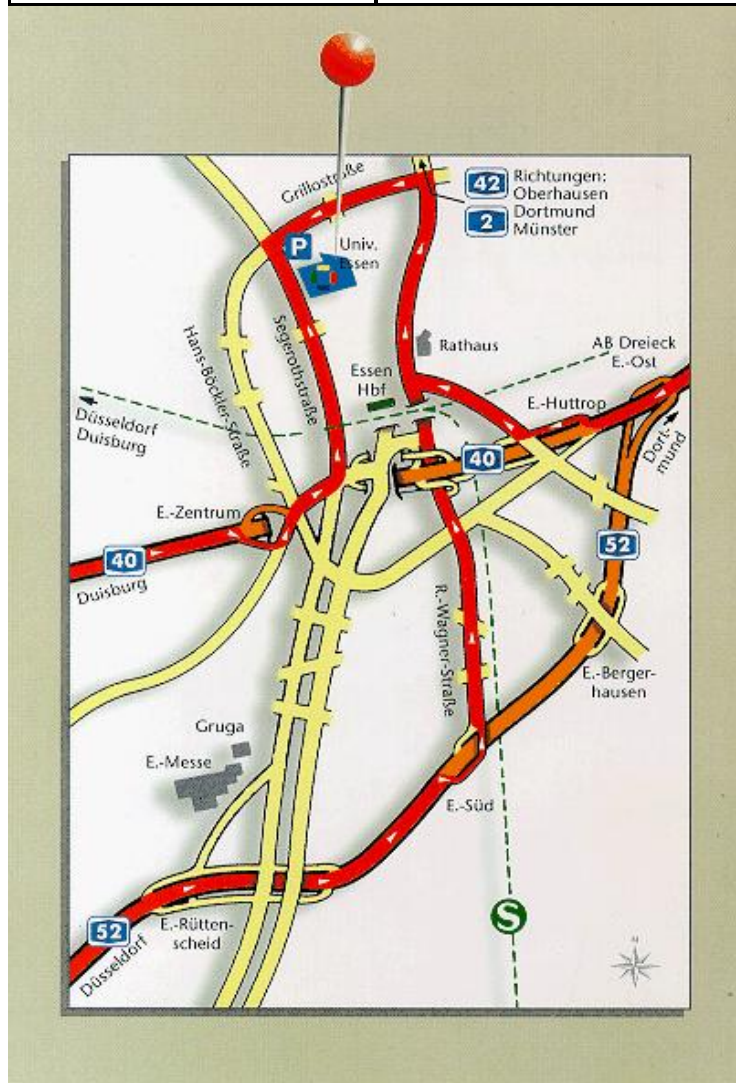 42 Richtungen:
Oberhausen
2 Dortmund
Münster
Grillostraße
P
Univ.
Essen
Hans-Böckler-Straße
Segerothstraße
Rathaus
AB Dreieck
E.-Ost
Essen
Hbf
Düsseldorf
Duisburg
E.-Huttrop
Dort-
mund
40
E.-Zentrum
52
40
Duisburg
R.-Wagner-Straße
E.-Berger-
hausen
Gruga
E.-Messe
E.-Süd
S
52
Düsseldorf
E.-Rütten-
scheid
N